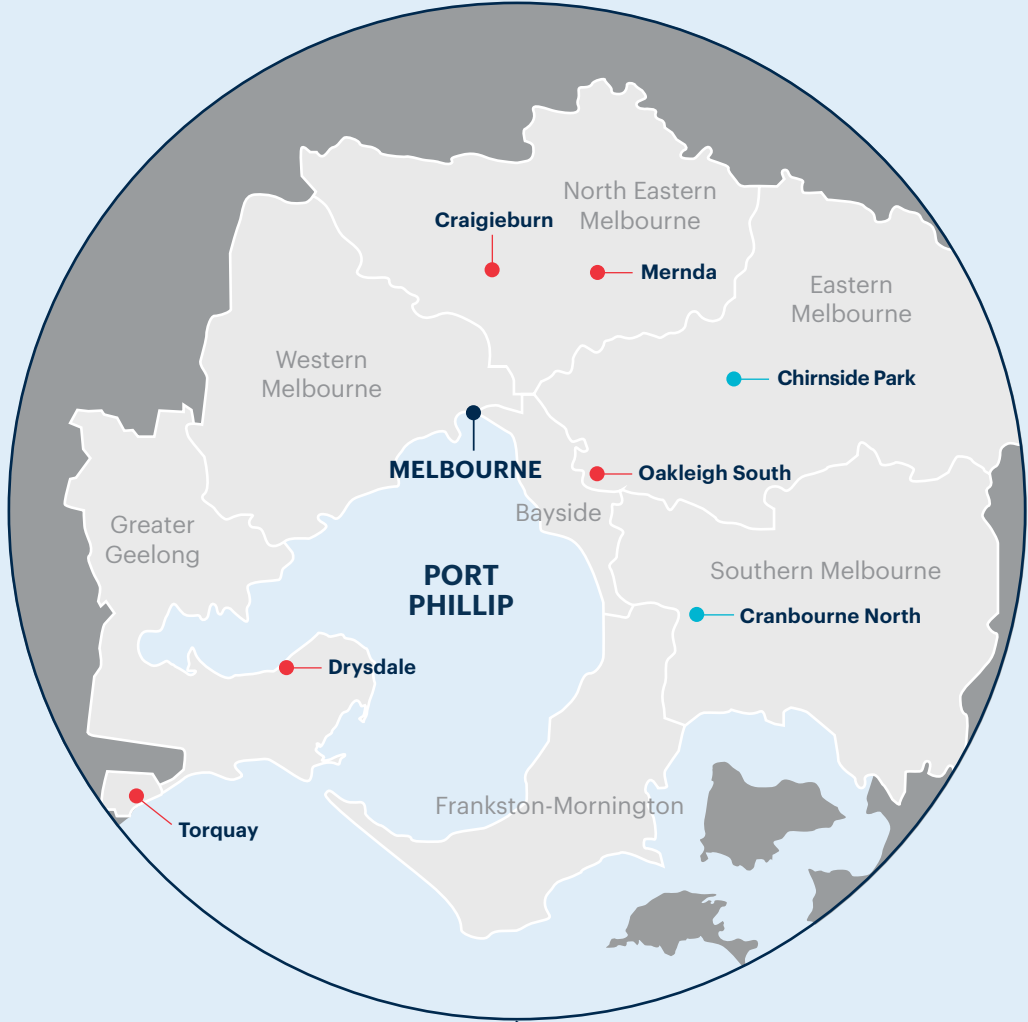 North Eastern
Melbourne
Craigieburn
Mernda
Eastern
Melbourne
Western
Melbourne
Chirnside Park
MELBOURNE
Oakleigh South
Bayside
Greater
Geelong
PORT
PHILLIP
Southern Melbourne
Cranbourne North
Drysdale
Frankston-Mornington
Torquay